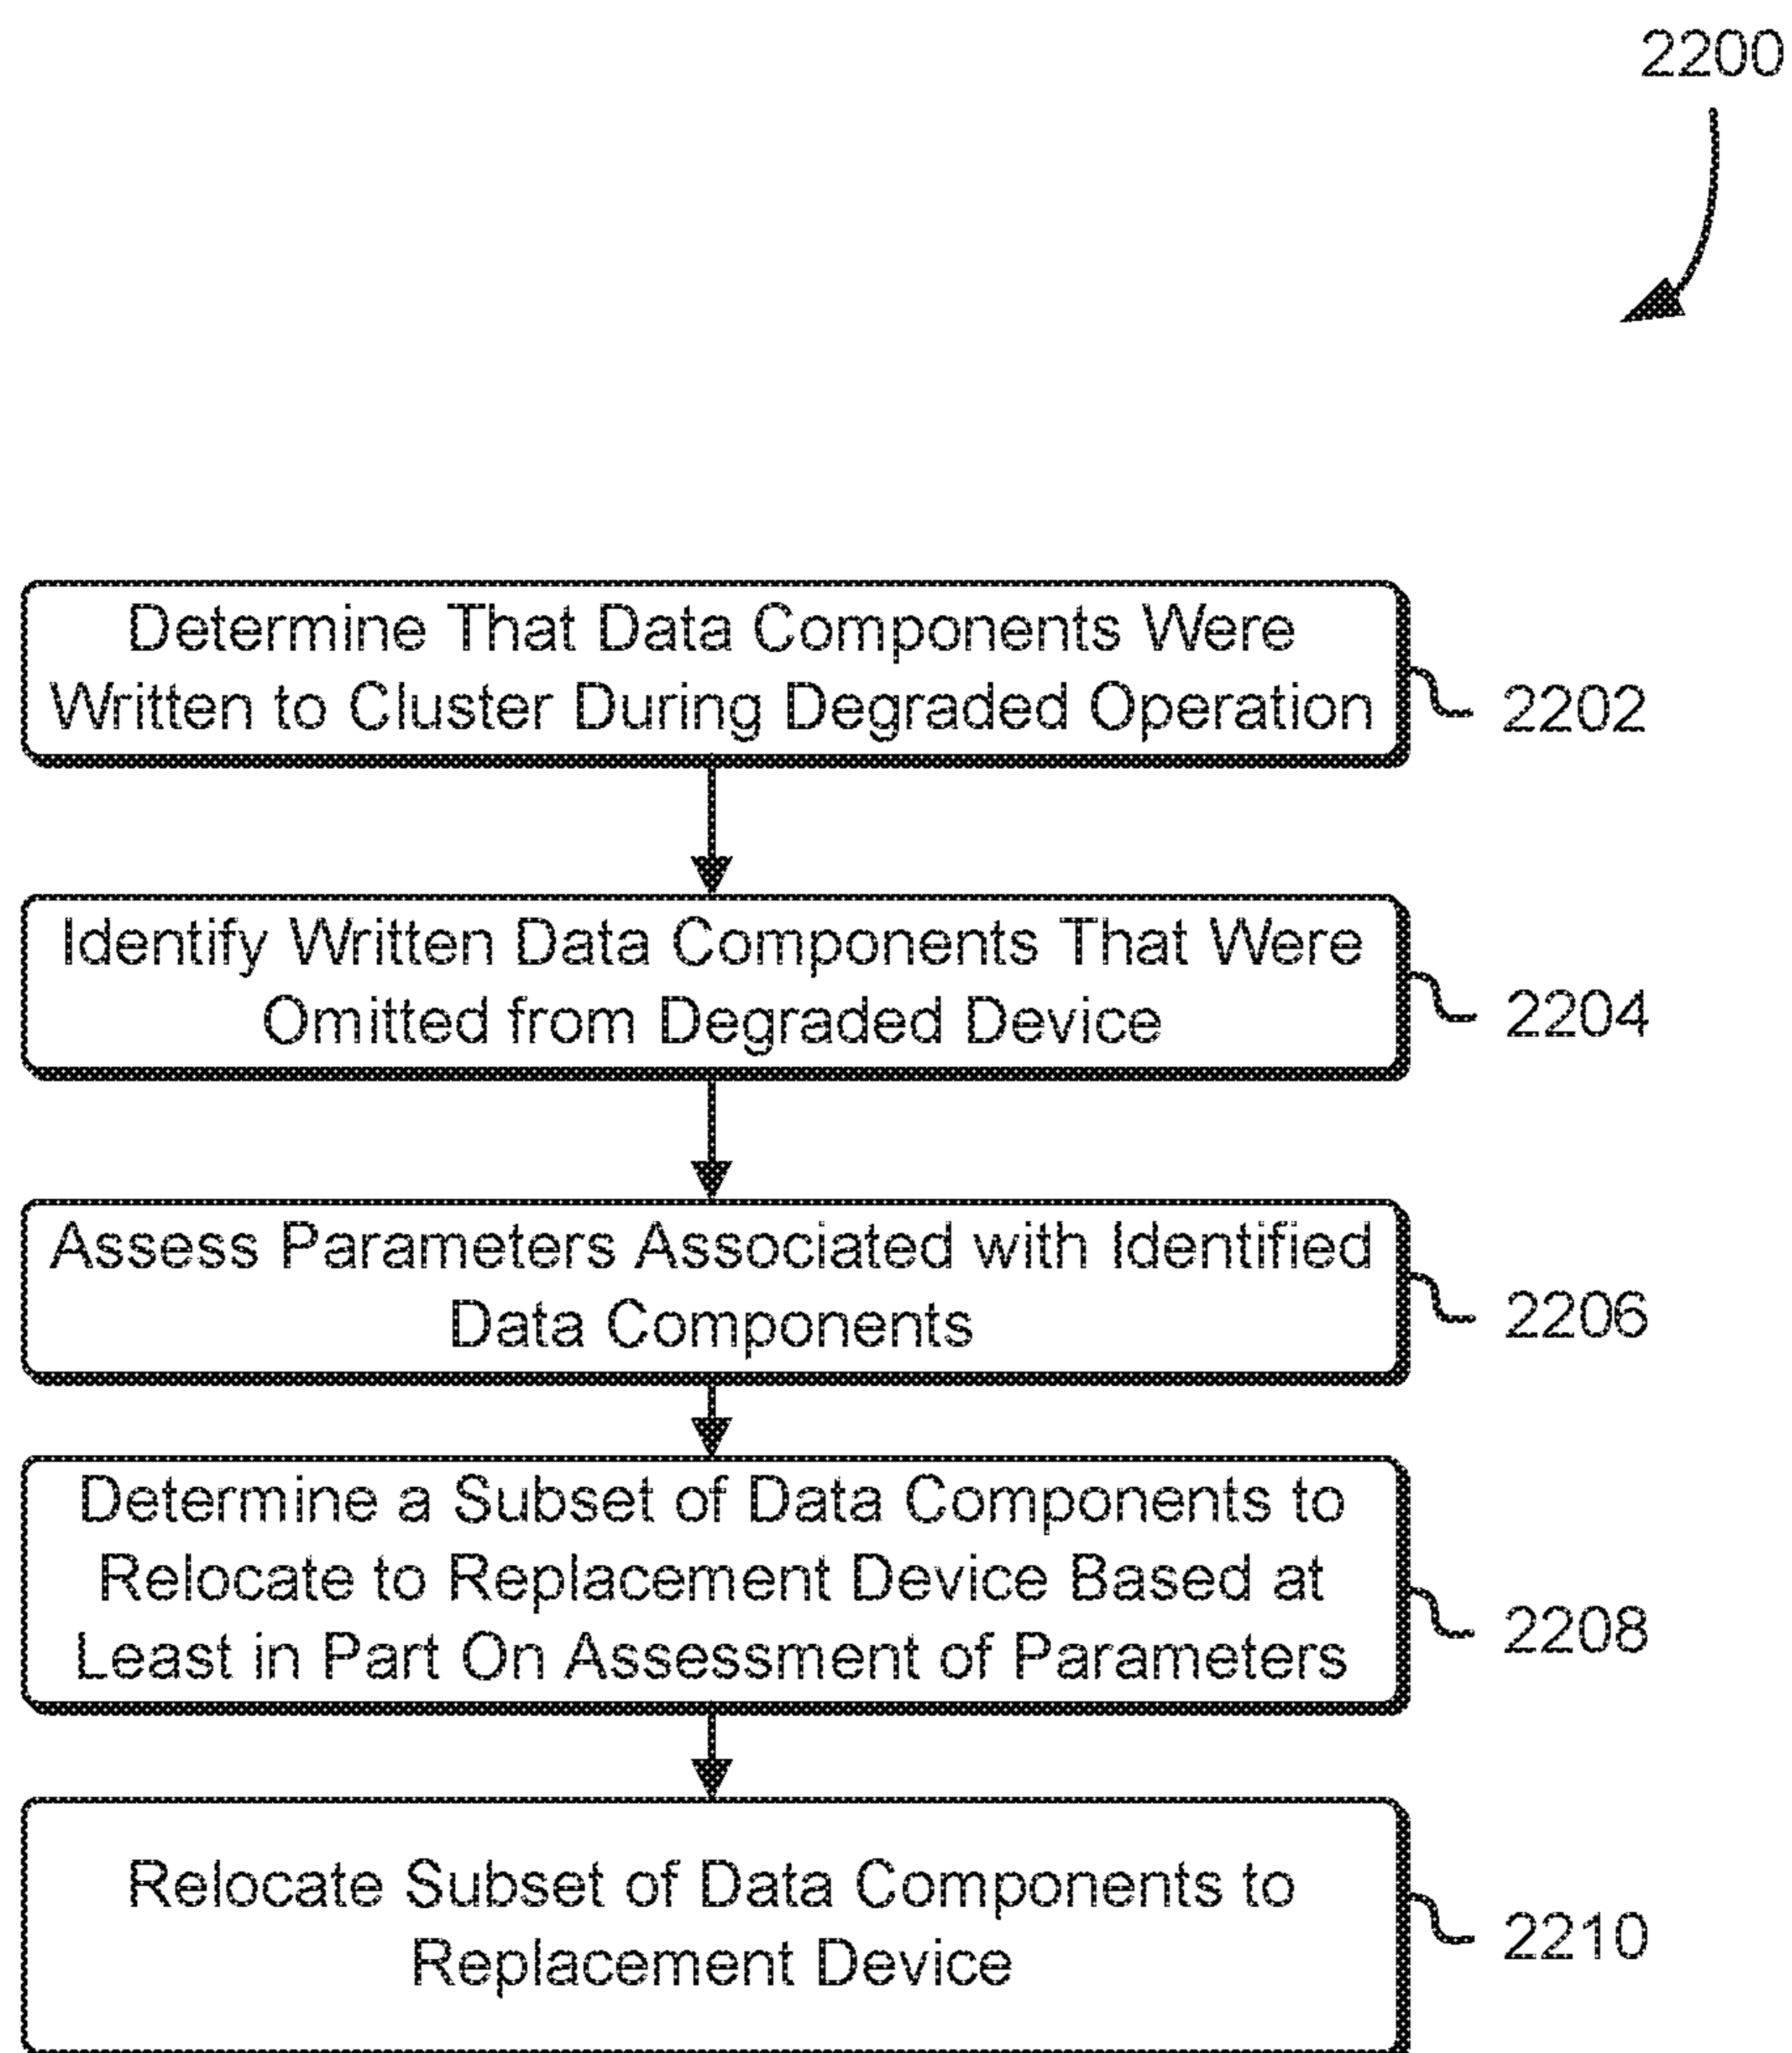 2200
Determine That Data Components Were
Written to Cluster During Degraded Operation
2202
Identify Written Data Components That Were
Omitted from Degraded Device
2204
Assess Parameters Associated with Identified
Data Components
2206
Determine a Subset of Data Components to
Relocate to Replacement Device Based at
Least in Part On Assessment of Parameters
2208
Relocate Subset of Data Components to
Replacement Device
2210